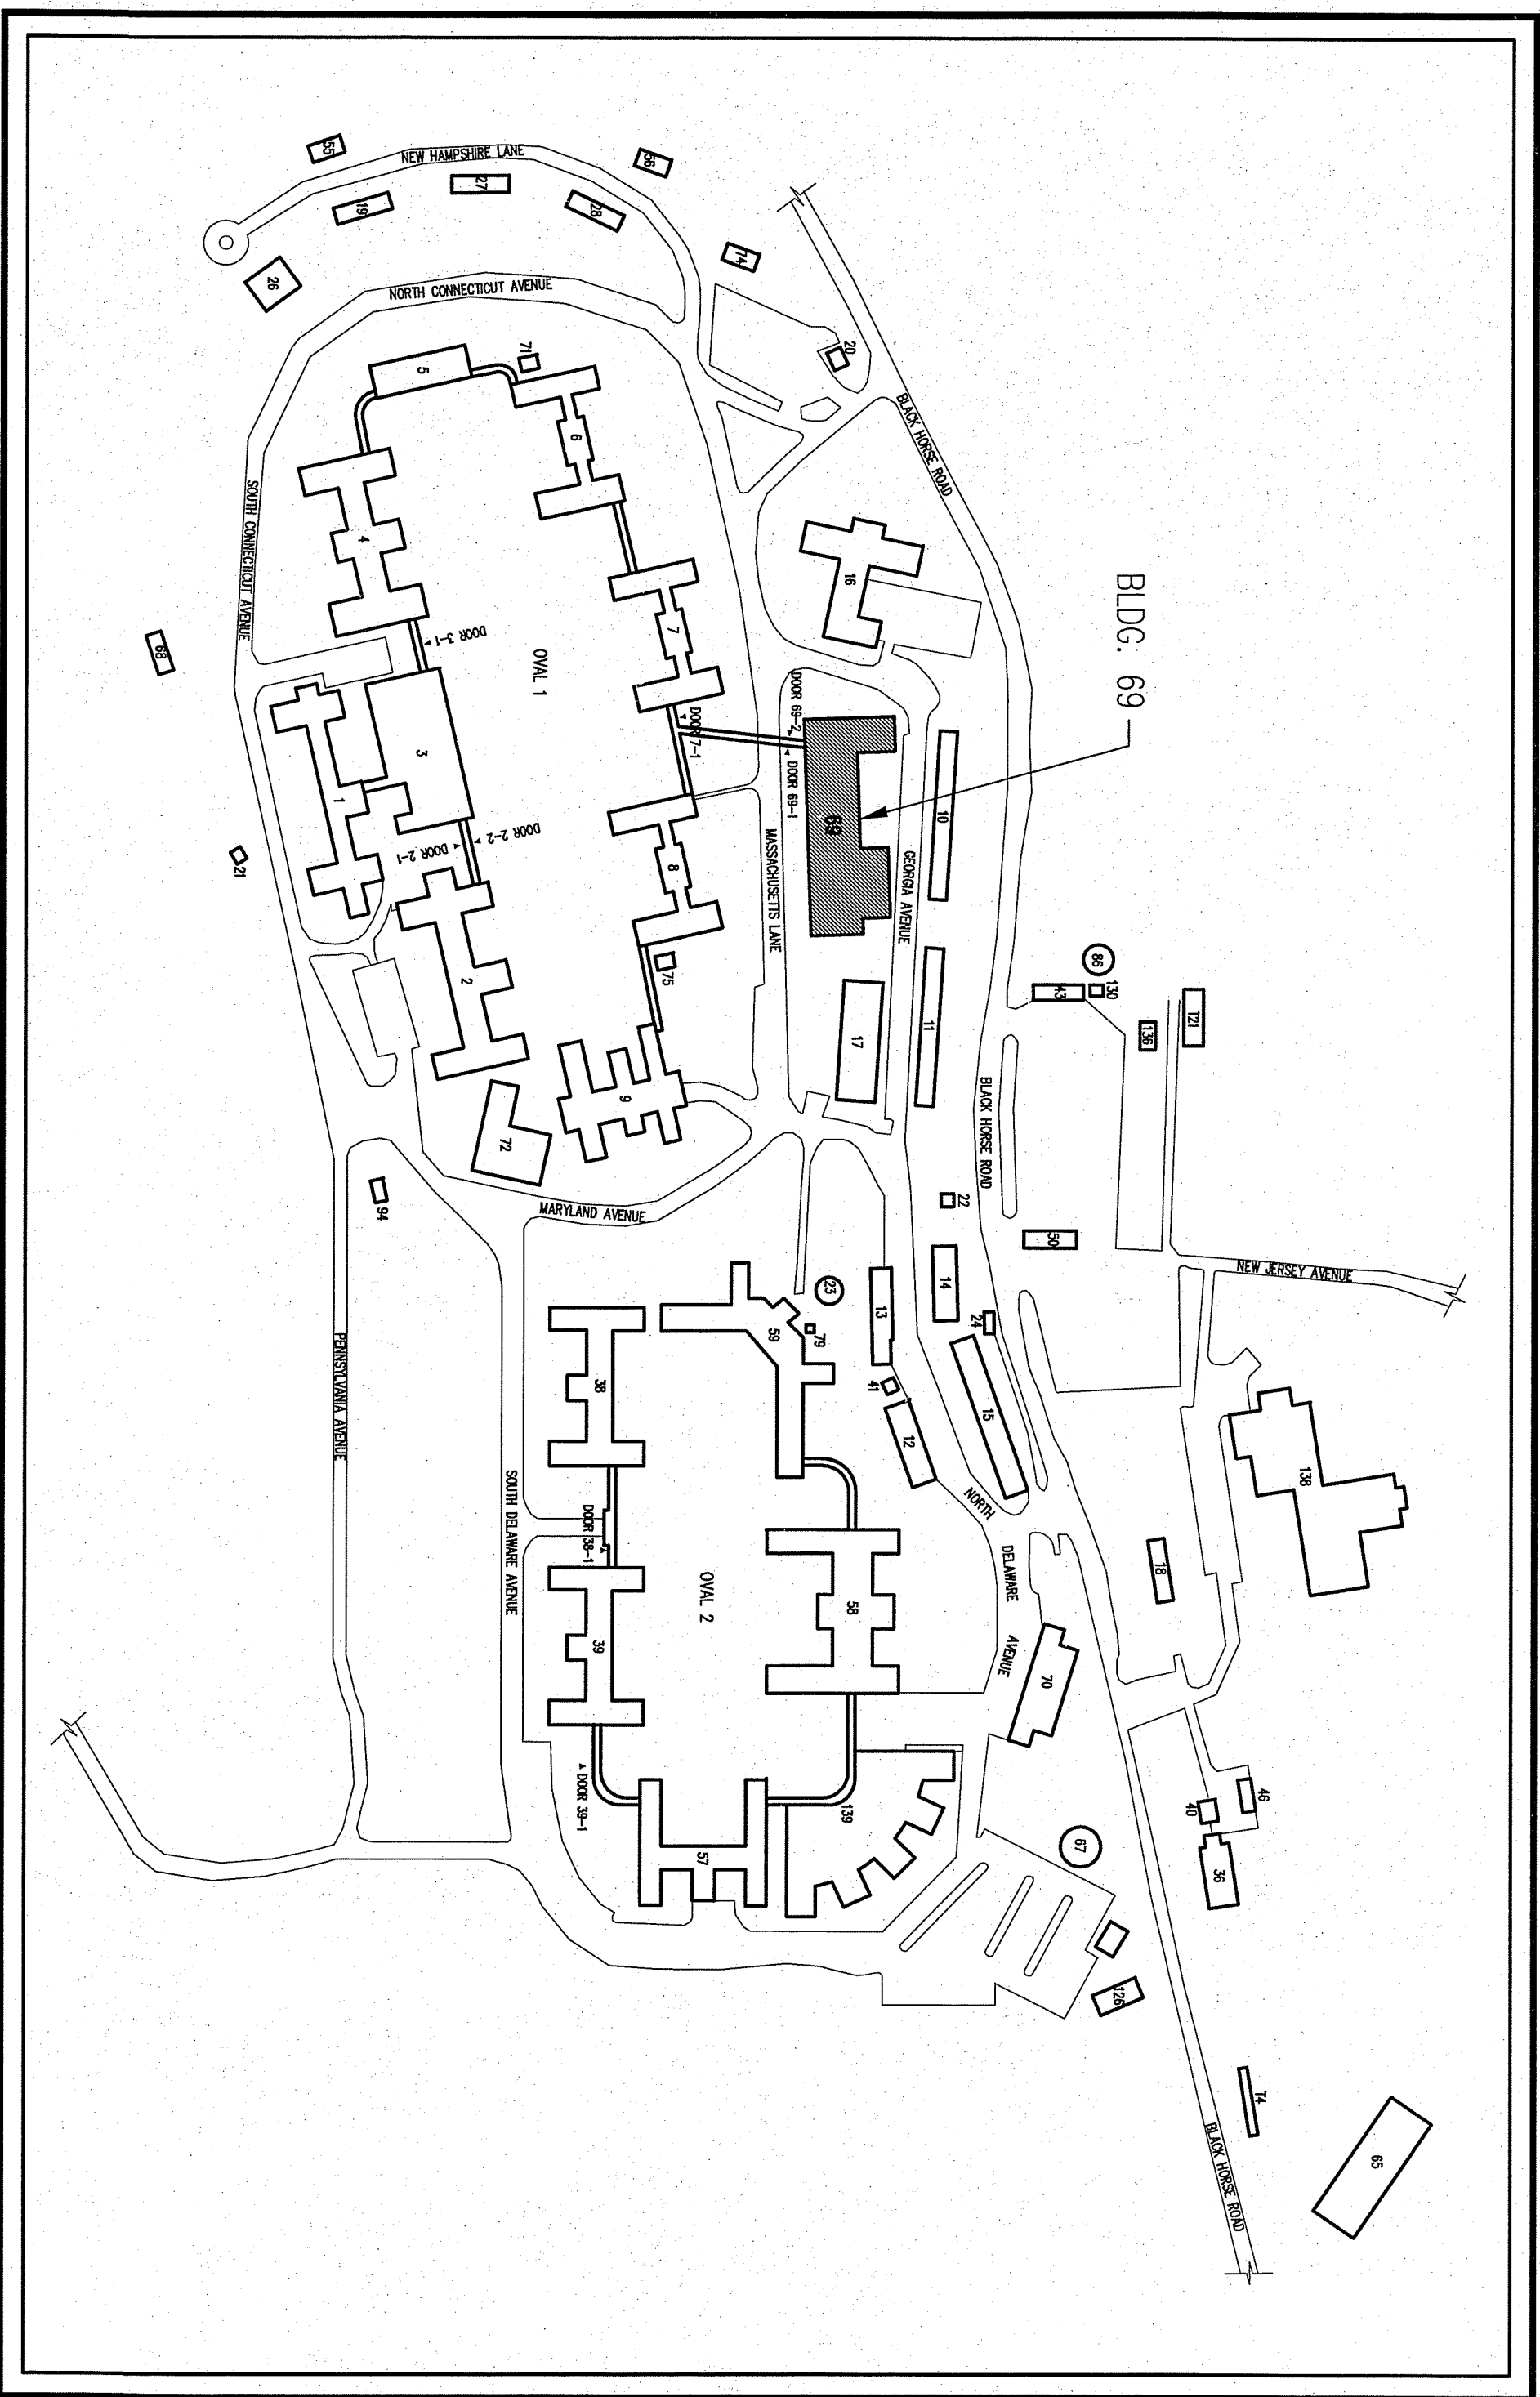 BLDG. 69
NEW HAMPSHIRE LANE
55
56
27
19
28
26
74
NORTH CONNECTICUT AVENUE
20
BLACK HORSE ROAD
71
5
6
4
16
SOUTH CONNECTICUT AVENUE
68
DOOR 3-1
OVAL 1
7
DOOR 7-1
DOOR 69-2
DOOR 69-1
69
10
GEORGIA AVENUE
MASSACHUSETTS LANE
3
1
DOOR 2-2
DOOR 2-1
8
21
2
75
17
11
86
130
43
136
T21
BLACK HORSE ROAD
9
72
94
MARYLAND AVENUE
22
50
NEW JERSEY AVENUE
14
23
13
24
79
59
41
15
12
38
PENNSYLVANIA AVENUE
SOUTH DELAWARE AVENUE
DOOR 38-1
138
NORTH
DELAWARE
AVENUE
18
OVAL 2
58
39
70
DOOR 39-1
139
57
67
46
40
36
126
T4
65
BLACK HORSE ROAD